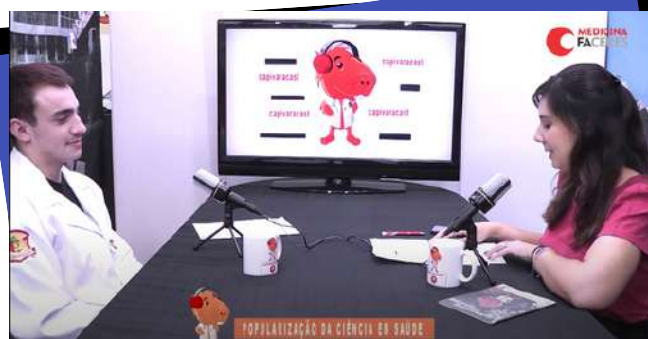 MEDICINA
FACERES
capivaracast
capivaracast
capivaracast
capivaracast
POPULARIZAÇÃO DA CIÊNCIA EM SAÚDE